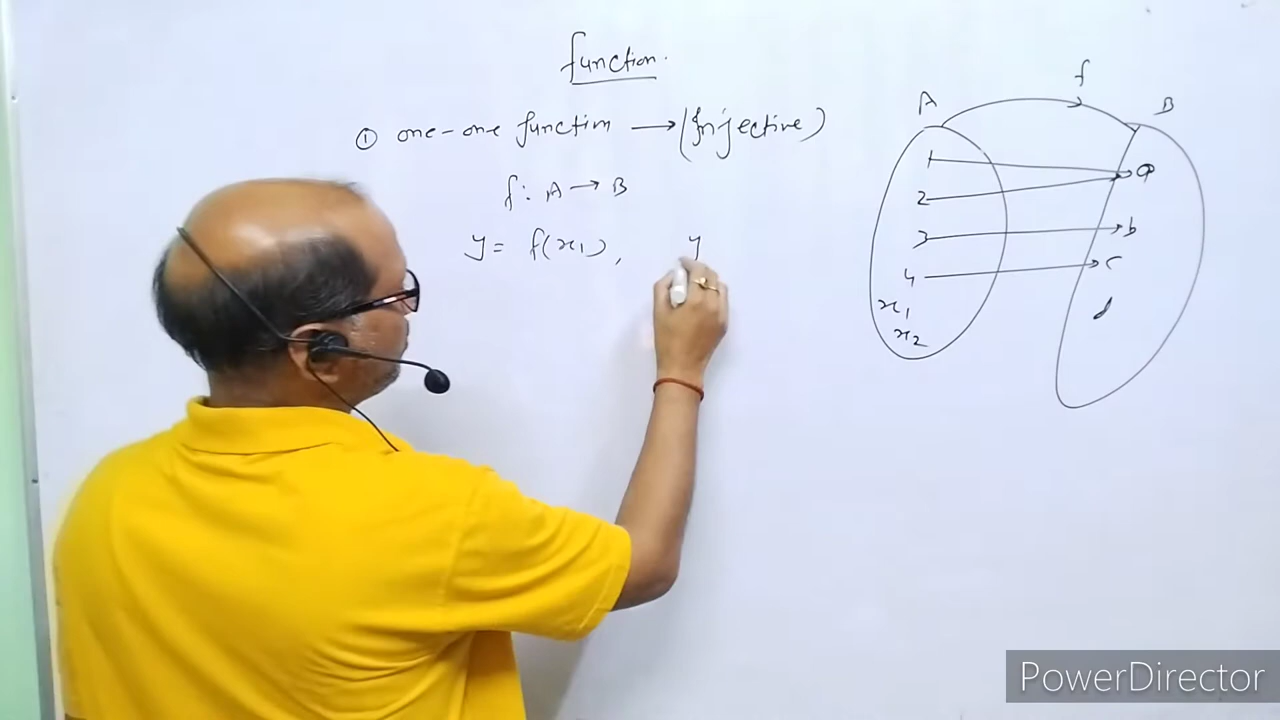 function.
① one-one function → (Injective)
f: A → B
y = f(x₁), y
f
A B
1 a
2
3 b
4 c
x₁ d
x₂
PowerDirector